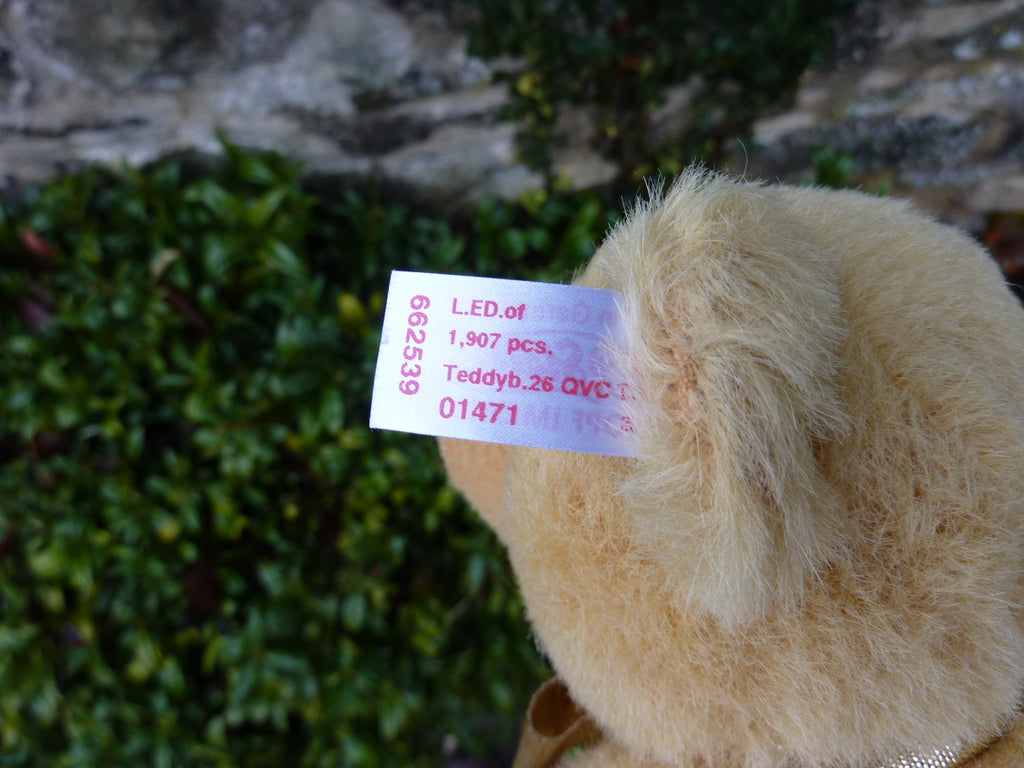 662539
L.ED.of
1,907 pcs.
Teddyb.26 QVC
01471